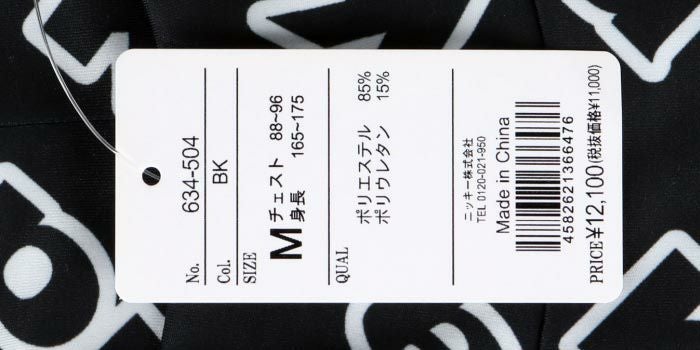 No. 634-504
Col. BK
SIZE M チェスト 88~96
身長 165~175
QUAL ポリエステル 85%
ポリウレタン 15%
ニッキー株式会社
TEL 0120-021-950
Made in China
4582621366476
PRICE ¥12,100(税抜価格¥11,000)